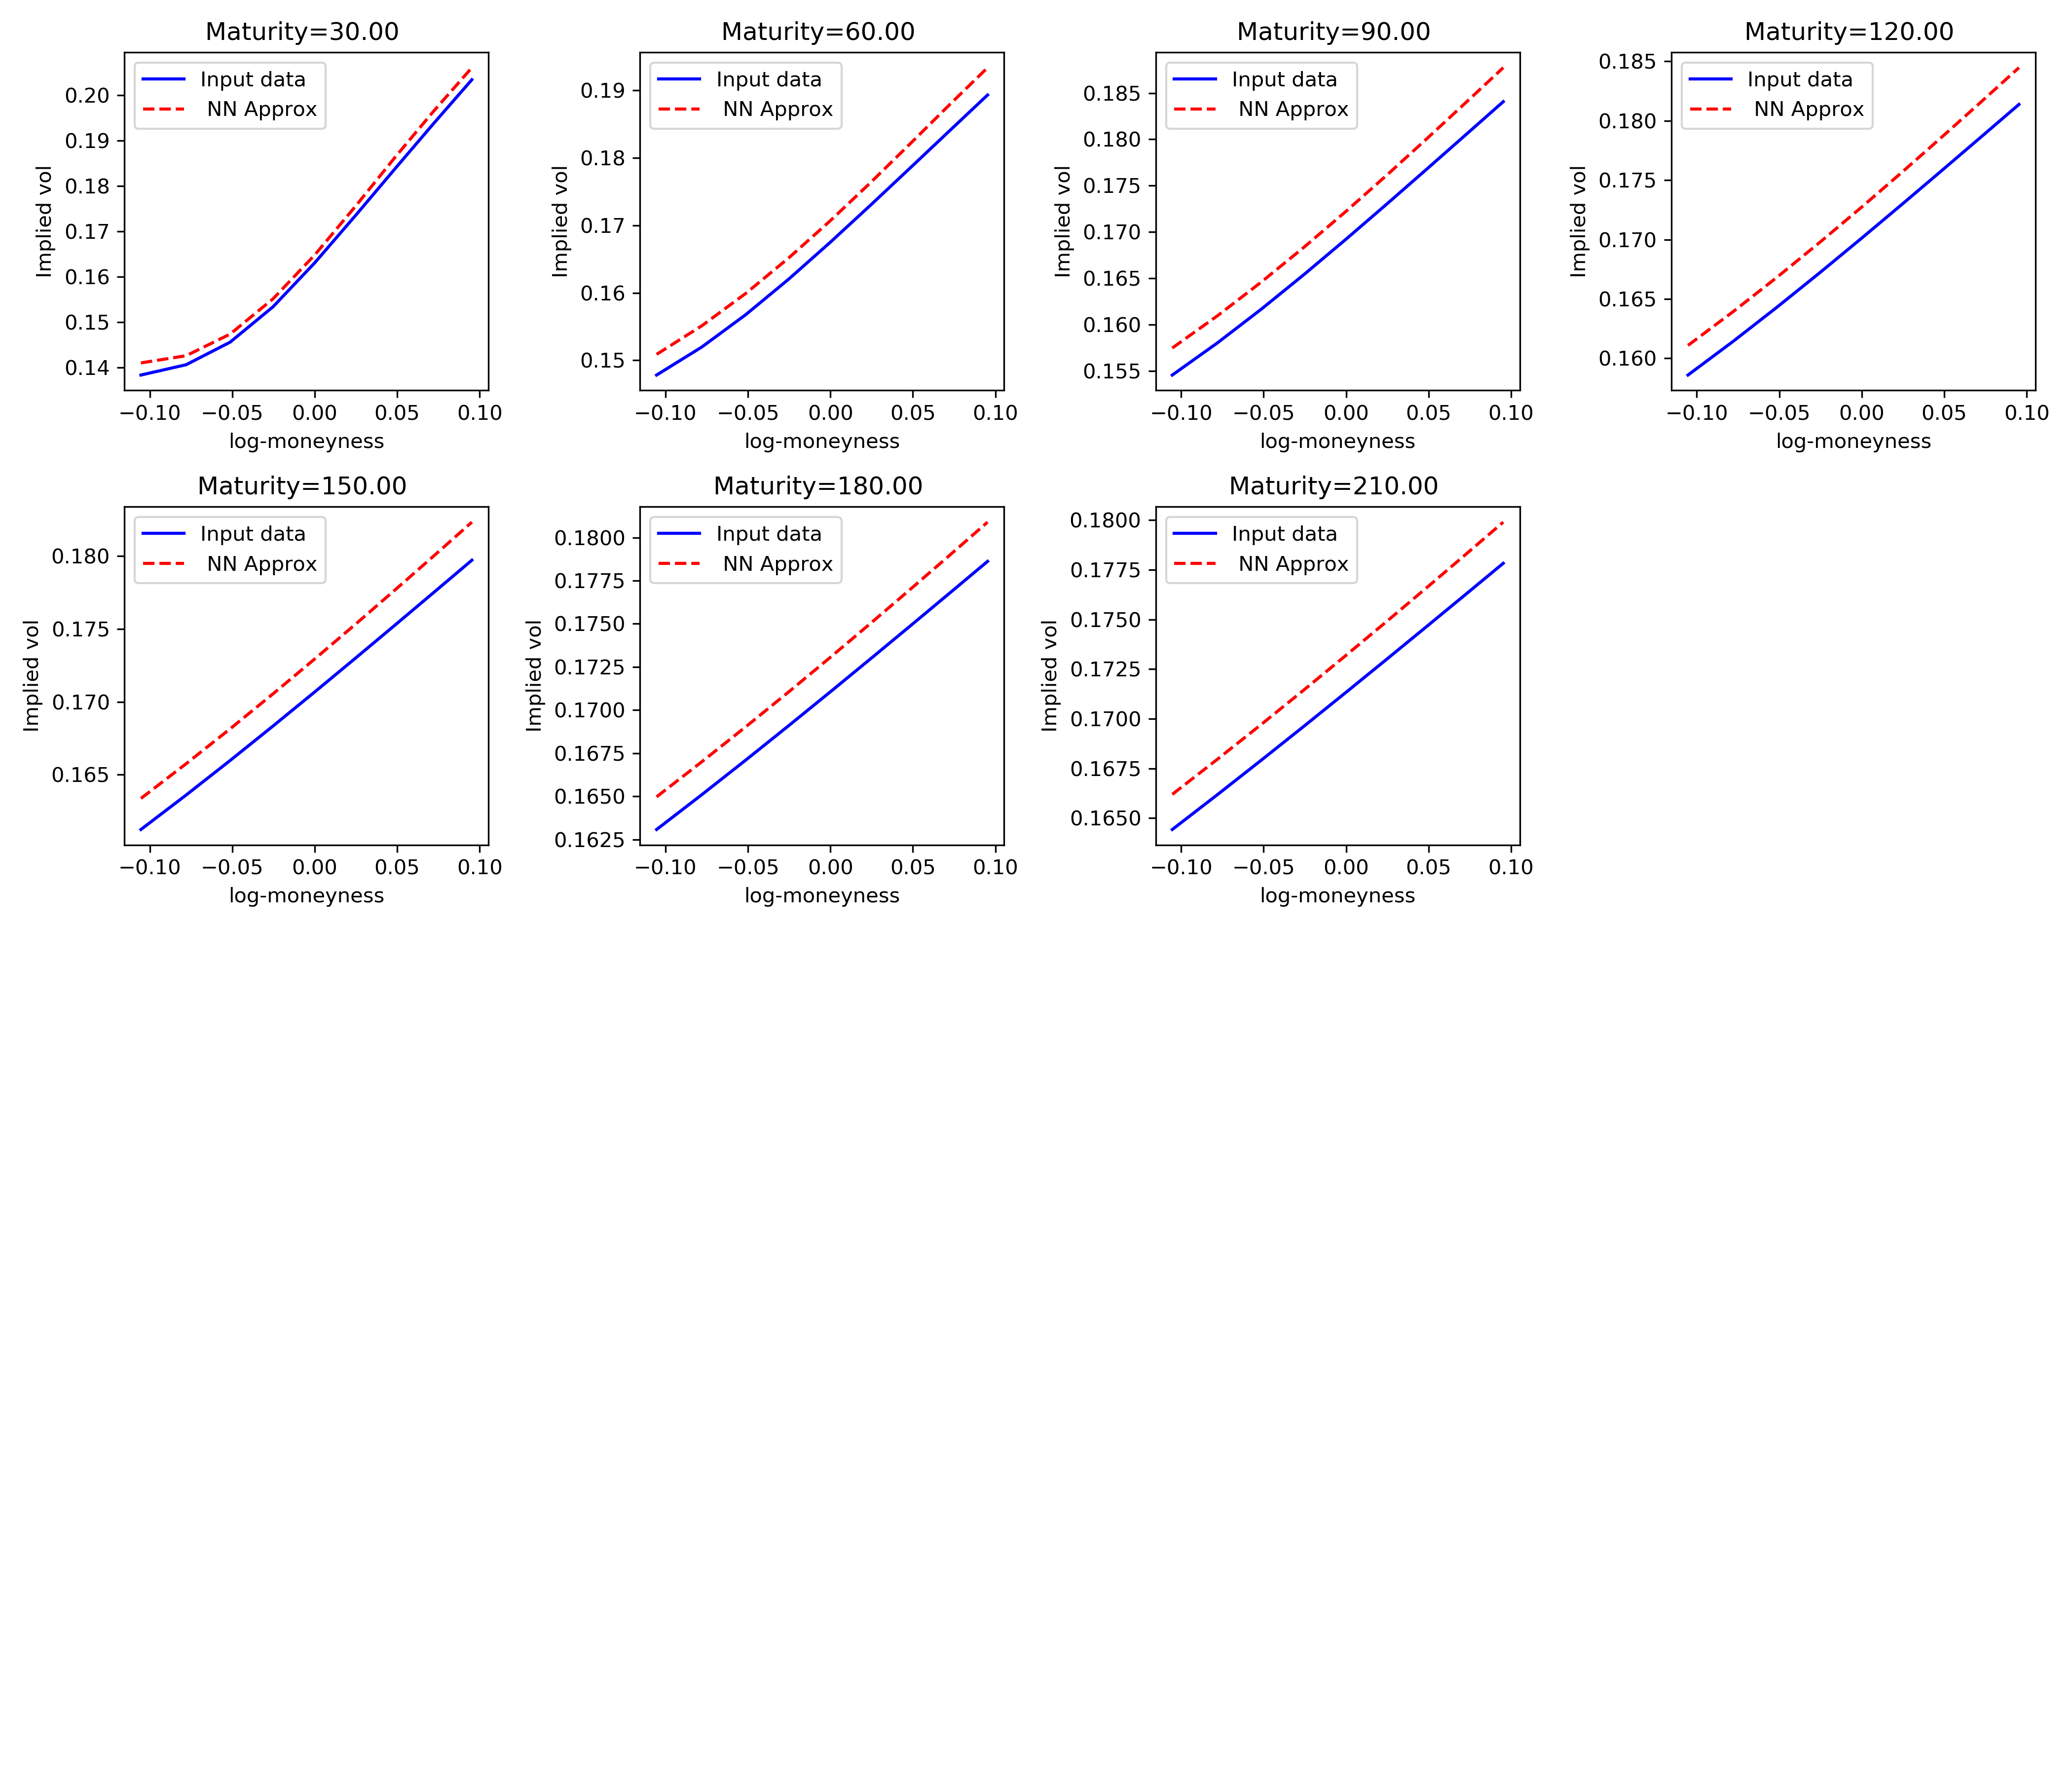 Maturity=30.00
Input data
NN Approx
Implied vol
0.20
0.19
0.18
0.17
0.16
0.15
0.14
−0.10 −0.05 0.00 0.05 0.10
log-moneyness
Maturity=60.00
Input data
NN Approx
Implied vol
0.19
0.18
0.17
0.16
0.15
−0.10 −0.05 0.00 0.05 0.10
log-moneyness
Maturity=90.00
Input data
NN Approx
Implied vol
0.185
0.180
0.175
0.170
0.165
0.160
0.155
−0.10 −0.05 0.00 0.05 0.10
log-moneyness
Maturity=120.00
Input data
NN Approx
Implied vol
0.185
0.180
0.175
0.170
0.165
0.160
−0.10 −0.05 0.00 0.05 0.10
log-moneyness
Maturity=150.00
Input data
NN Approx
Implied vol
0.180
0.175
0.170
0.165
−0.10 −0.05 0.00 0.05 0.10
log-moneyness
Maturity=180.00
Input data
NN Approx
Implied vol
0.1800
0.1775
0.1750
0.1725
0.1700
0.1675
0.1650
0.1625
−0.10 −0.05 0.00 0.05 0.10
log-moneyness
Maturity=210.00
Input data
NN Approx
Implied vol
0.1800
0.1775
0.1750
0.1725
0.1700
0.1675
0.1650
−0.10 −0.05 0.00 0.05 0.10
log-moneyness